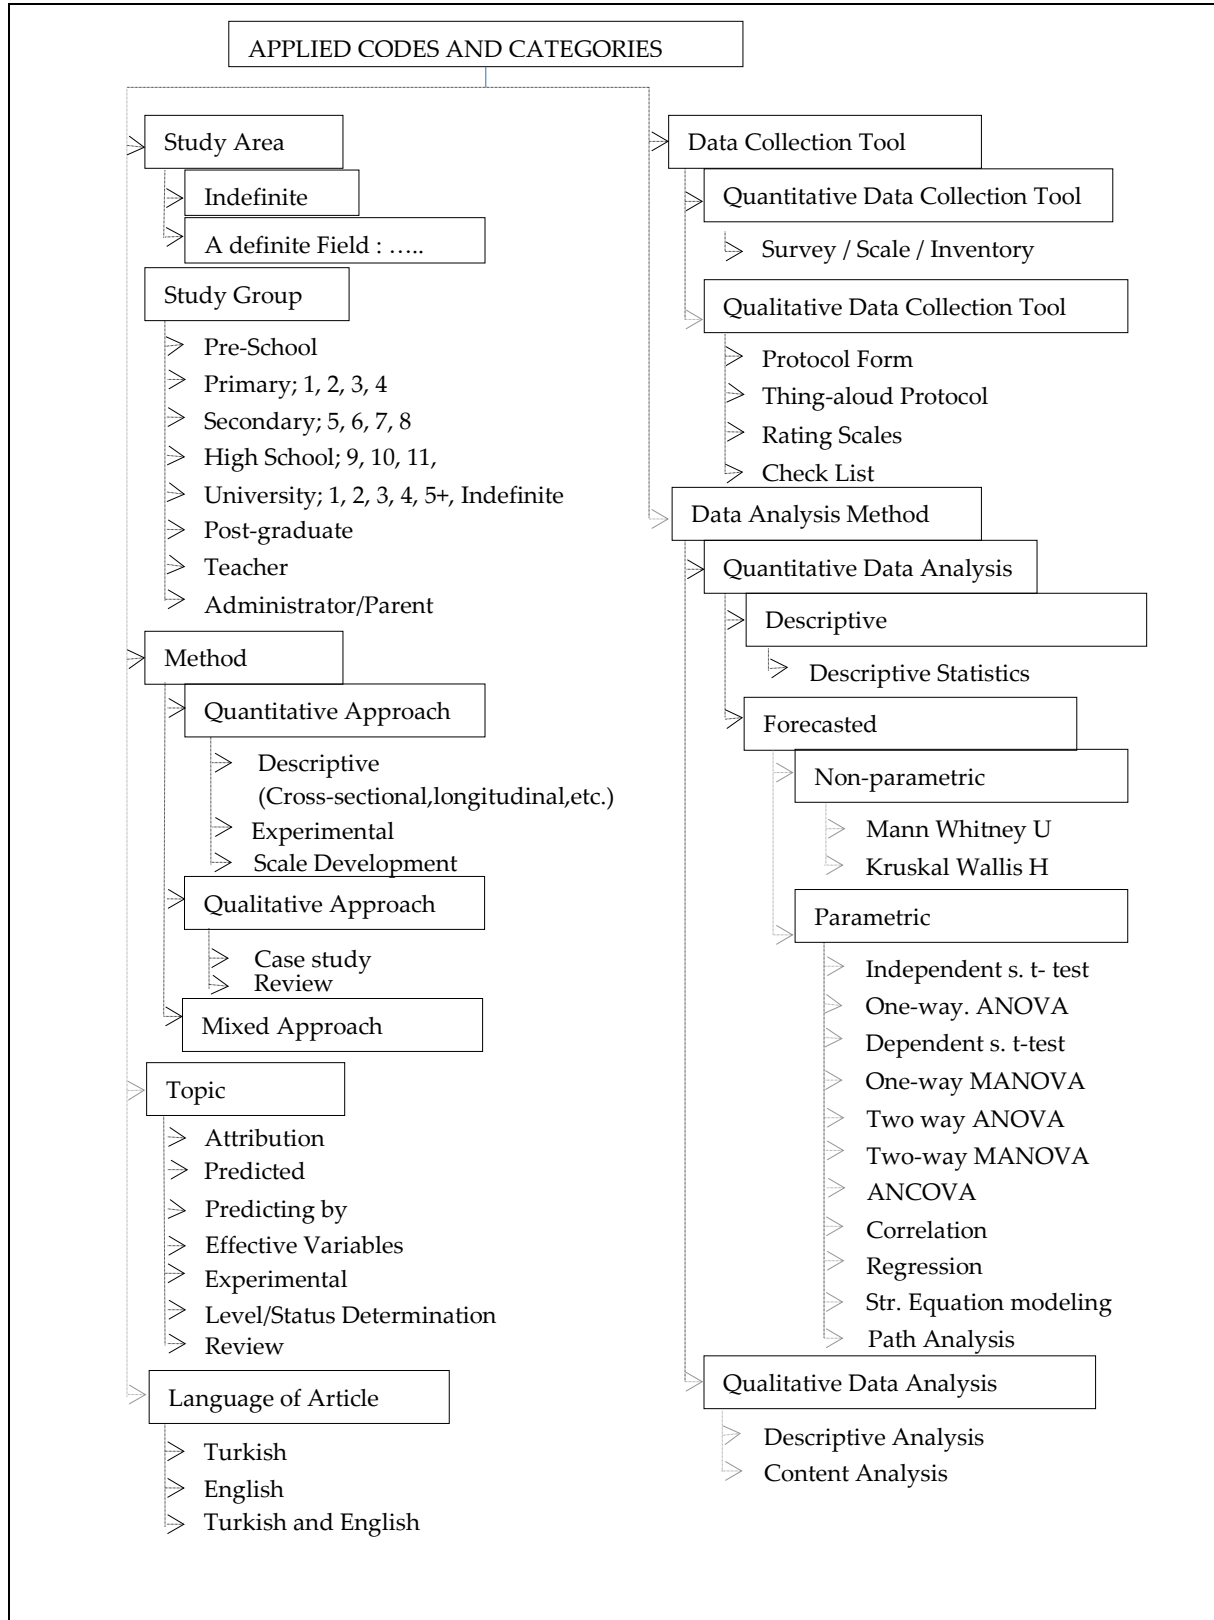 APPLIED CODES AND CATEGORIES
Study Area
Indefinite
A definite Field : …..
Study Group
Pre-School
Primary; 1, 2, 3, 4
Secondary; 5, 6, 7, 8
High School; 9, 10, 11,
University; 1, 2, 3, 4, 5+, Indefinite
Post-graduate
Teacher
Administrator/Parent
Method
Quantitative Approach
Descriptive
(Cross-sectional,longitudinal,etc.)
Experimental
Scale Development
Qualitative Approach
Case study
Review
Mixed Approach
Topic
Attribution
Predicted
Predicting by
Effective Variables
Experimental
Level/Status Determination
Review
Language of Article
Turkish
English
Turkish and English
Data Collection Tool
Quantitative Data Collection Tool
Survey / Scale / Inventory
Qualitative Data Collection Tool
Protocol Form
Thing-aloud Protocol
Rating Scales
Check List
Data Analysis Method
Quantitative Data Analysis
Descriptive
Descriptive Statistics
Forecasted
Non-parametric
Mann Whitney U
Kruskal Wallis H
Parametric
Independent s. t- test
One-way. ANOVA
Dependent s. t-test
One-way MANOVA
Two way ANOVA
Two-way MANOVA
ANCOVA
Correlation
Regression
Str. Equation modeling
Path Analysis
Qualitative Data Analysis
Descriptive Analysis
Content Analysis